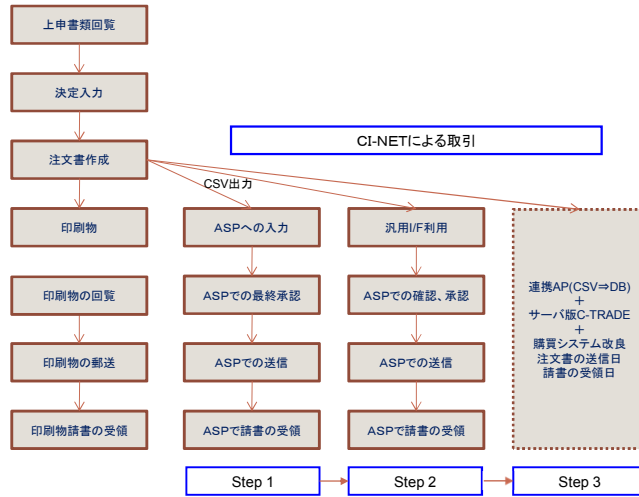 上申書類回覧
決定入力
注文書作成
CI-NETによる取引
CSV出力
印刷物
ASPへの入力
汎用I/F利用
連携AP(CSV⇒DB)
+
サーバ版C-TRADE
+
購買システム改良
注文書の送信日
請書の受領日
印刷物の回覧
ASPでの最終承認
ASPでの確認、承認
印刷物の郵送
ASPでの送信
ASPでの送信
印刷物請書の受領
ASPで請書の受領
ASPで請書の受領
Step 1
Step 2
Step 3